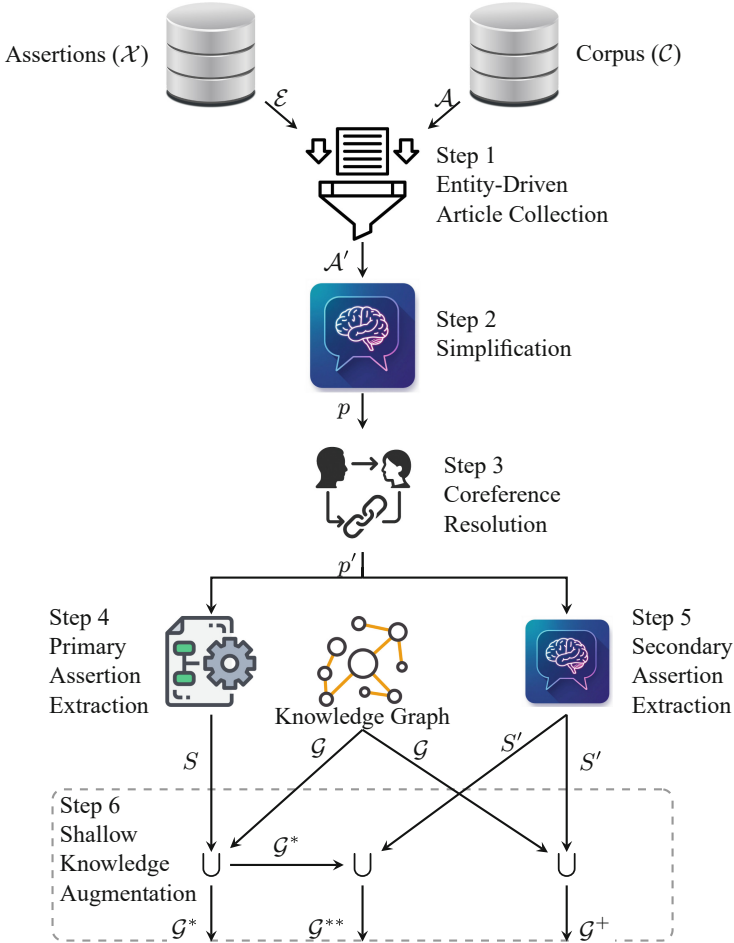 Assertions (𝒳)
Corpus (𝒞)
ℰ
𝒜
Step 1
Entity-Driven
Article Collection
𝒜′
Step 2
Simplification
p
Step 3
Coreference
Resolution
p′
Step 4
Primary
Assertion
Extraction
Knowledge Graph
Step 5
Secondary
Assertion
Extraction
S
𝒢
𝒢
S′
S′
Step 6
Shallow
Knowledge
Augmentation
⋃
𝒢*
⋃
⋃
𝒢*
𝒢**
𝒢⁺